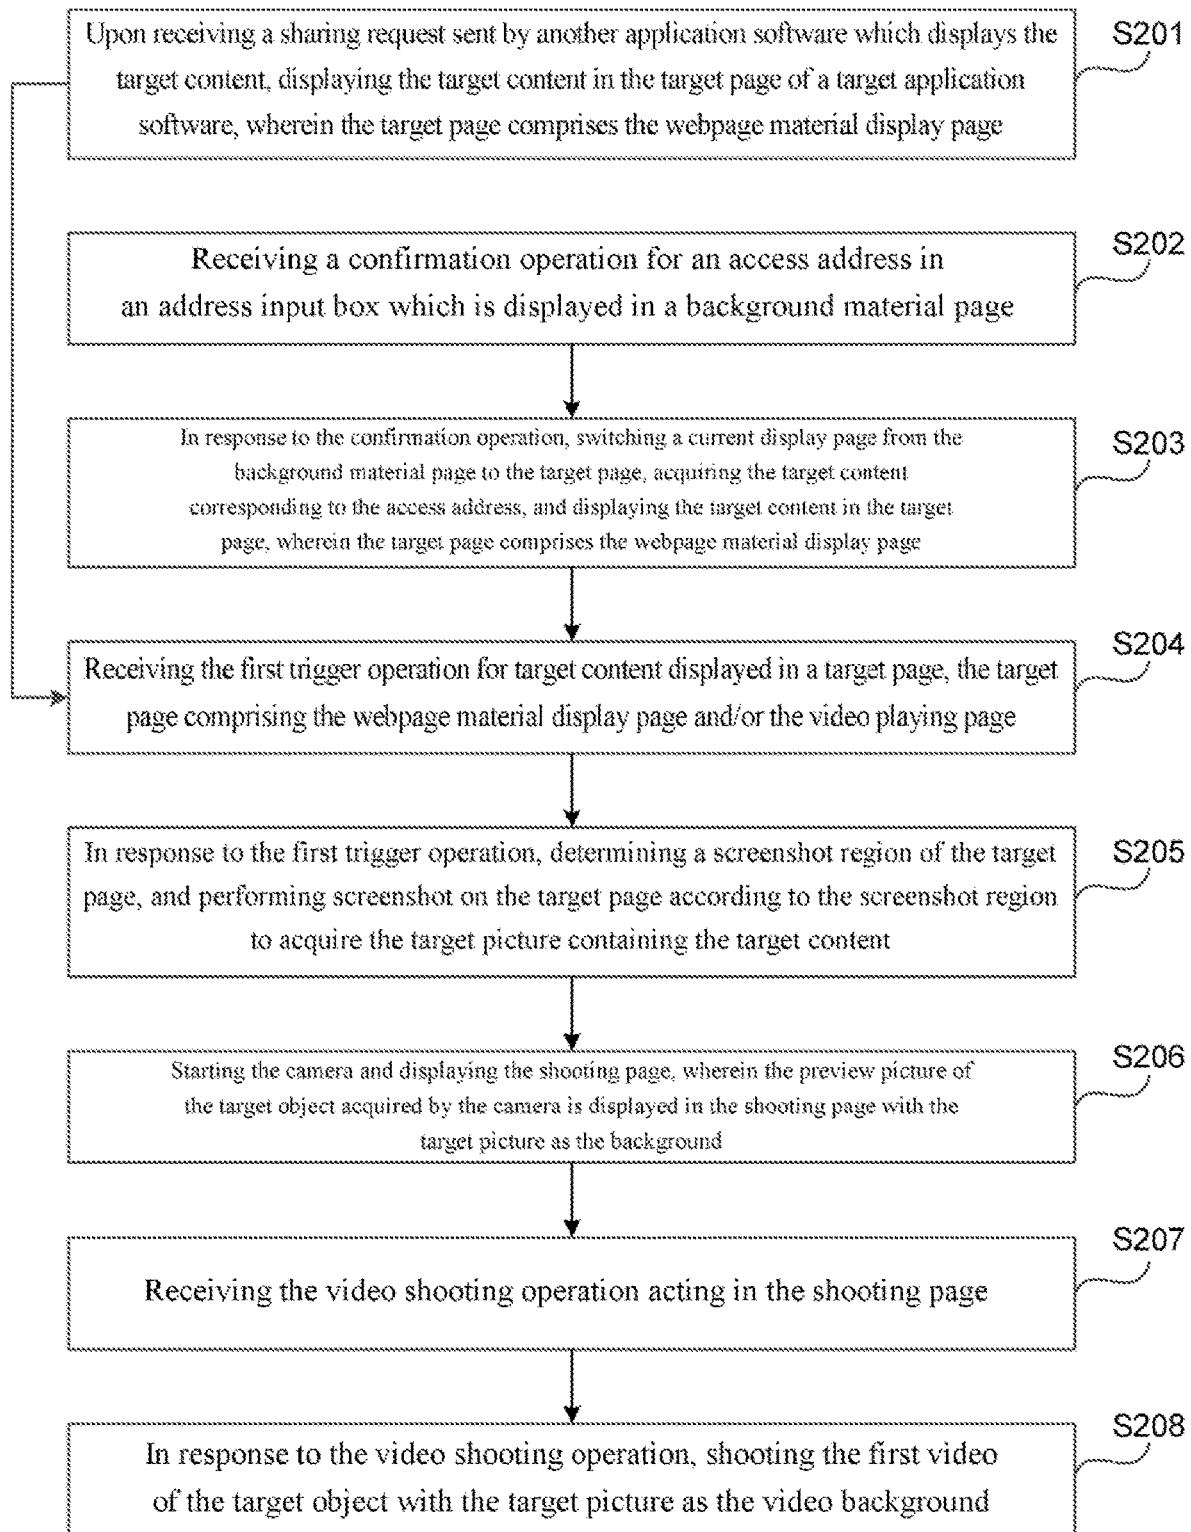 Upon receiving a sharing request sent by another application software which displays the
target content, displaying the target content in the target page of a target application
software, wherein the target page comprises the webpage material display page
S201
Receiving a confirmation operation for an access address in
an address input box which is displayed in a background material page
S202
In response to the confirmation operation, switching a current display page from the
background material page to the target page, acquiring the target content
corresponding to the access address, and displaying the target content in the target
page, wherein the target page comprises the webpage material display page
S203
Receiving the first trigger operation for target content displayed in a target page, the target
page comprising the webpage material display page and/or the video playing page
S204
In response to the first trigger operation, determining a screenshot region of the target
page, and performing screenshot on the target page according to the screenshot region
to acquire the target picture containing the target content
S205
Starting the camera and displaying the shooting page, wherein the preview picture of
the target object acquired by the camera is displayed in the shooting page with the
target picture as the background
S206
Receiving the video shooting operation acting in the shooting page
S207
In response to the video shooting operation, shooting the first video
of the target object with the target picture as the video background
S208